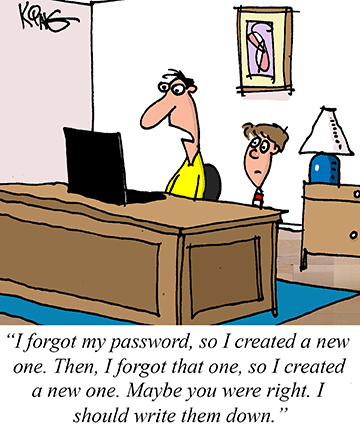 “I forgot my password, so I created a new
one. Then, I forgot that one, so I created
a new one. Maybe you were right. I
should write them down.”